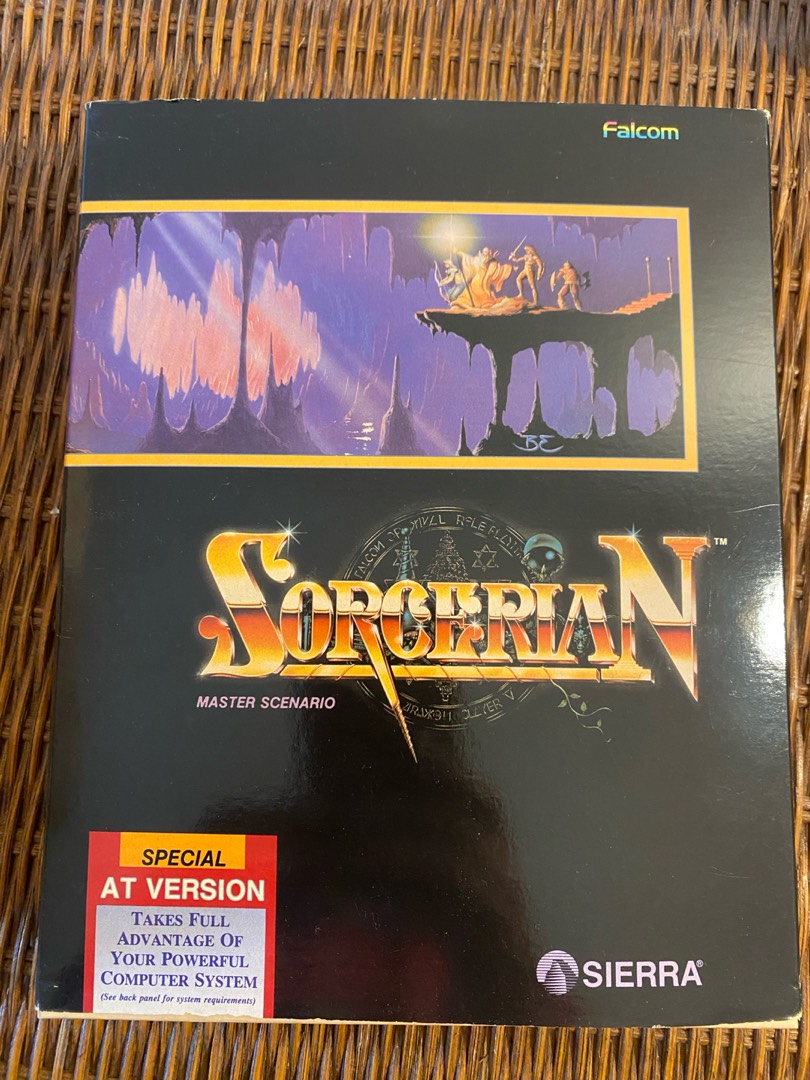 Falcom
BE
SORCERIAN™
MASTER SCENARIO
SPECIAL
AT VERSION
TAKES FULL
ADVANTAGE OF
YOUR POWERFUL
COMPUTER SYSTEM
(See back panel for system requirements)
SIERRA®